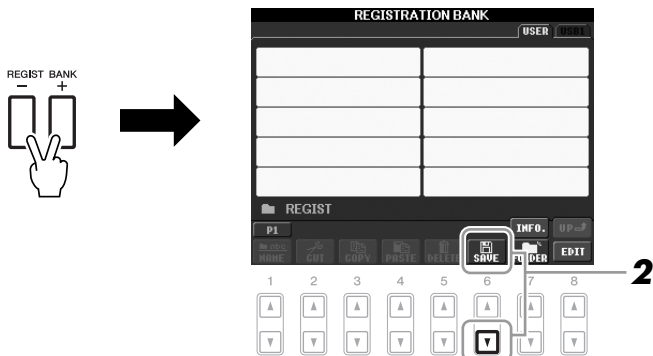 REGIST BANK
− +
REGISTRATION BANK
USER USB1
REGIST
P1 INFO. UP
NAME CUT COPY PASTE DELETE SAVE FOLDER EDIT
1 2 3 4 5 6 7 8
2